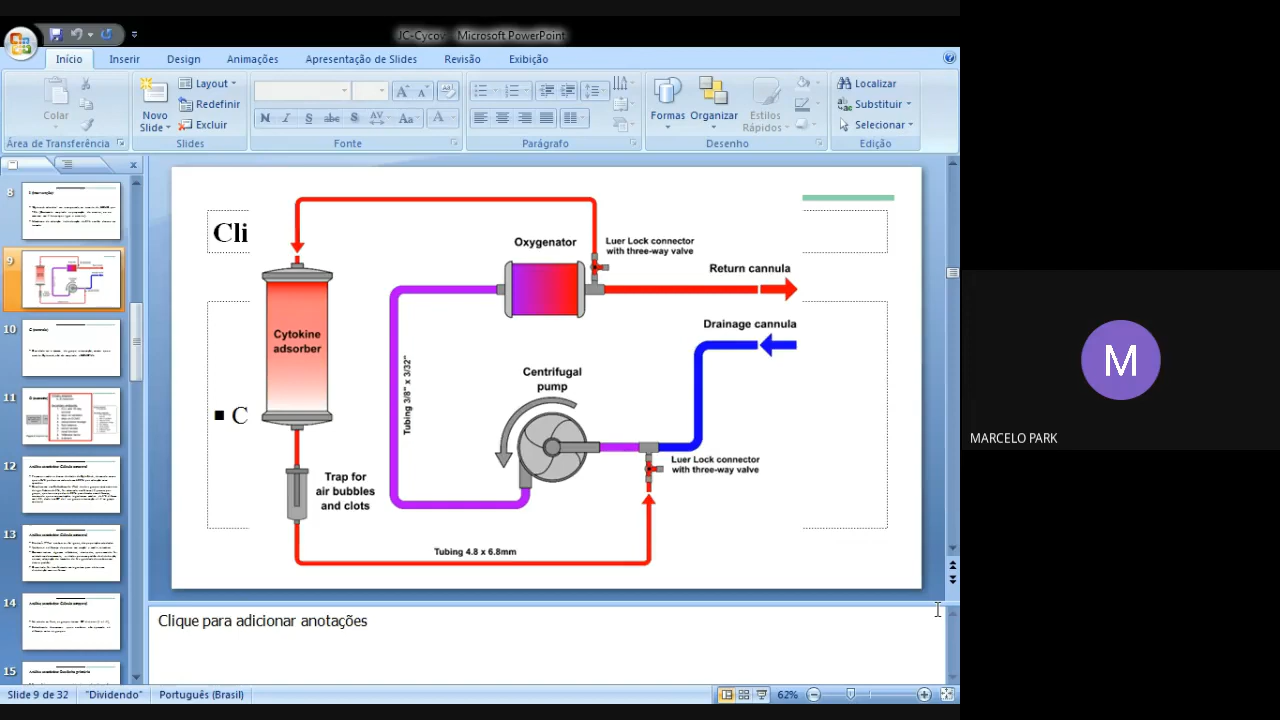 JC-Cycov - Microsoft PowerPoint
Início Inserir Design Animações Apresentação de Slides Revisão Exibição
Colar
Área de Transferência
Novo
Slide
Layout
Redefinir
Excluir
Slides
N I S abc S AV Aa A
Fonte
Parágrafo
Formas
Organizar
Estilos
Rápidos
Desenho
Localizar
Substituir
Selecionar
Edição
8
9
10
11
12
13
14
15
Cli
■ C
Oxygenator
Luer Lock connector
with three-way valve
Return cannula
Drainage cannula
Cytokine
adsorber
Tubing 3/8" x 3/32"
Centrifugal
pump
Luer Lock connector
with three-way valve
Trap for
air bubbles
and clots
Tubing 4.8 x 6.8mm
Clique para adicionar anotações
Slide 9 de 32 "Dividendo" Português (Brasil) 62%
M
MARCELO PARK